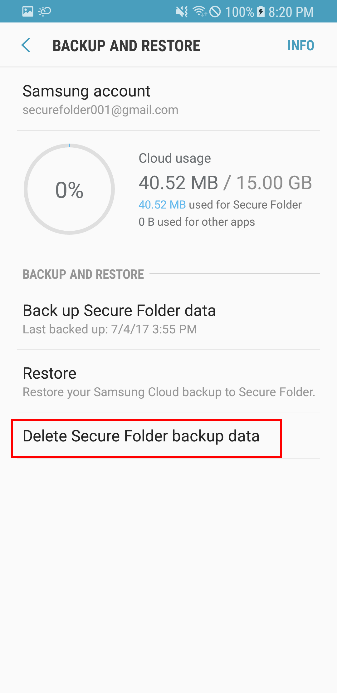 100% 8:20 PM
BACKUP AND RESTORE INFO
Samsung account
securefolder001@gmail.com
0%
Cloud usage
40.52 MB / 15.00 GB
40.52 MB used for Secure Folder
0 B used for other apps
BACKUP AND RESTORE
Back up Secure Folder data
Last backed up: 7/4/17 3:55 PM
Restore
Restore your Samsung Cloud backup to Secure Folder.
Delete Secure Folder backup data